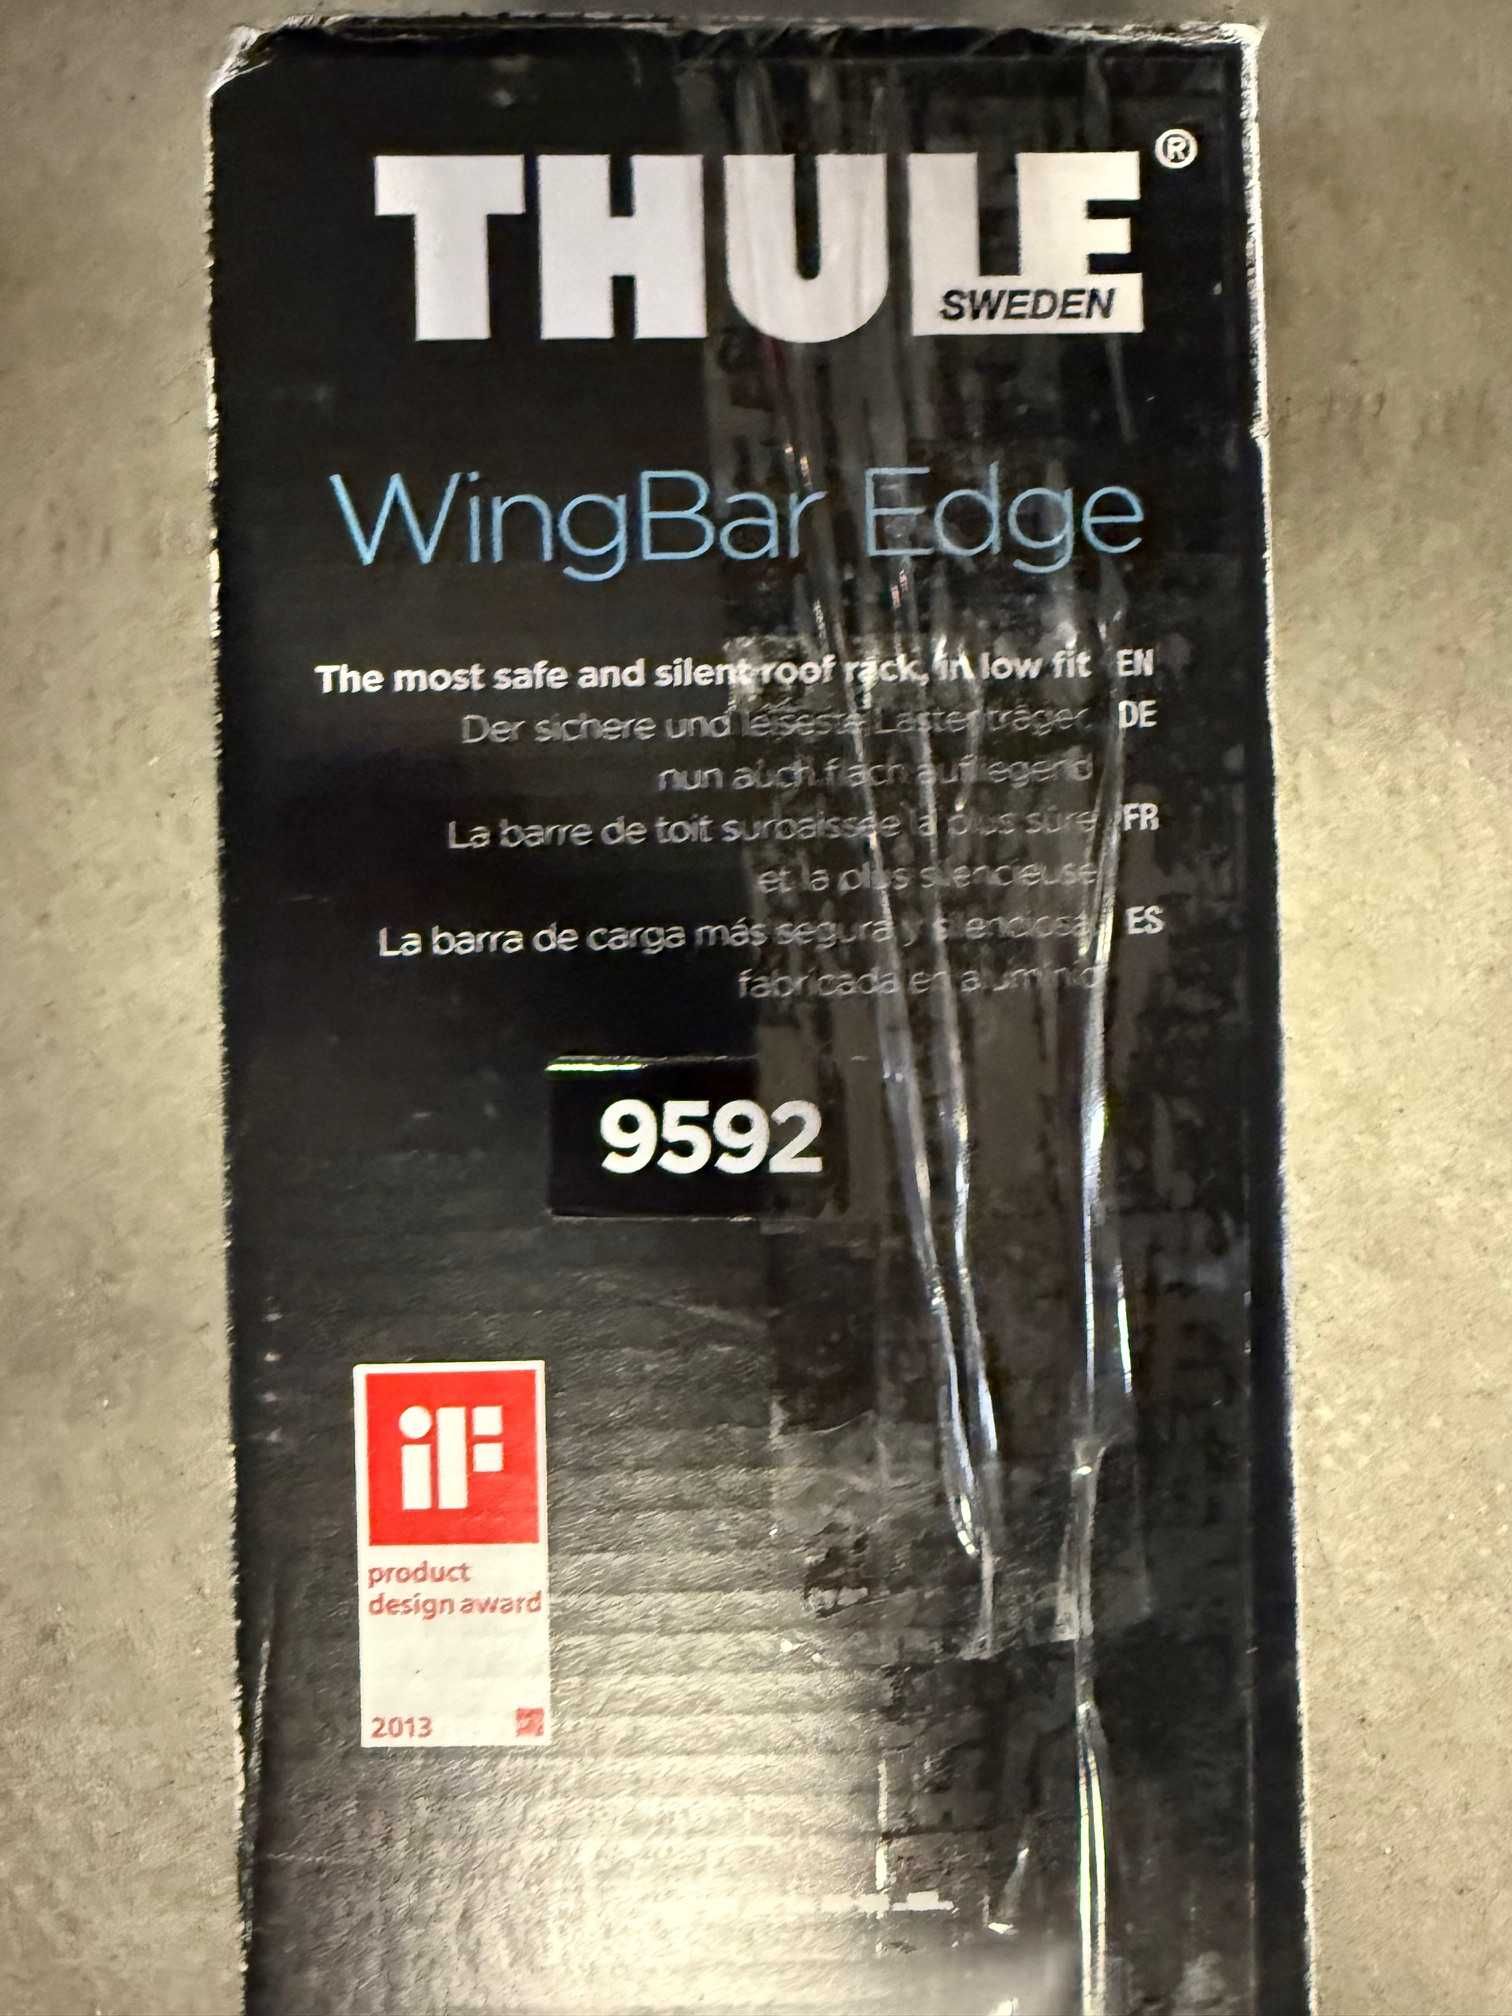 THULE®
SWEDEN
WingBar Edge
The most safe and silent roof rack, in low fit EN
Der sichere und leiseste Lastenträger DE
nun auch flach aufliegend
La barre de toit surbaissée la plus sûre FR
et la plus silencieuse
La barra de carga más segura y silenciosa ES
fabricada en aluminio
9592
iF
product
design award
2013